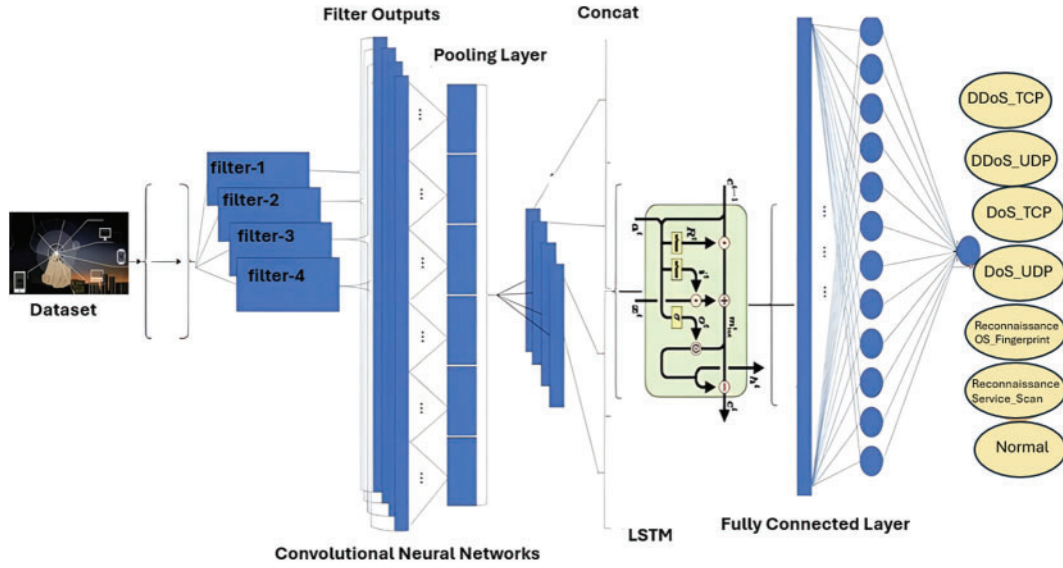 Filter Outputs
Concat
Pooling Layer
filter-1
filter-2
filter-3
filter-4
Dataset
DDoS_TCP
DDoS_UDP
DoS_TCP
DoS_UDP
Reconnaissance
OS_Fingerprint
Reconnaissance
Service_Scan
Normal
Fully Connected Layer
LSTM
Convolutional Neural Networks